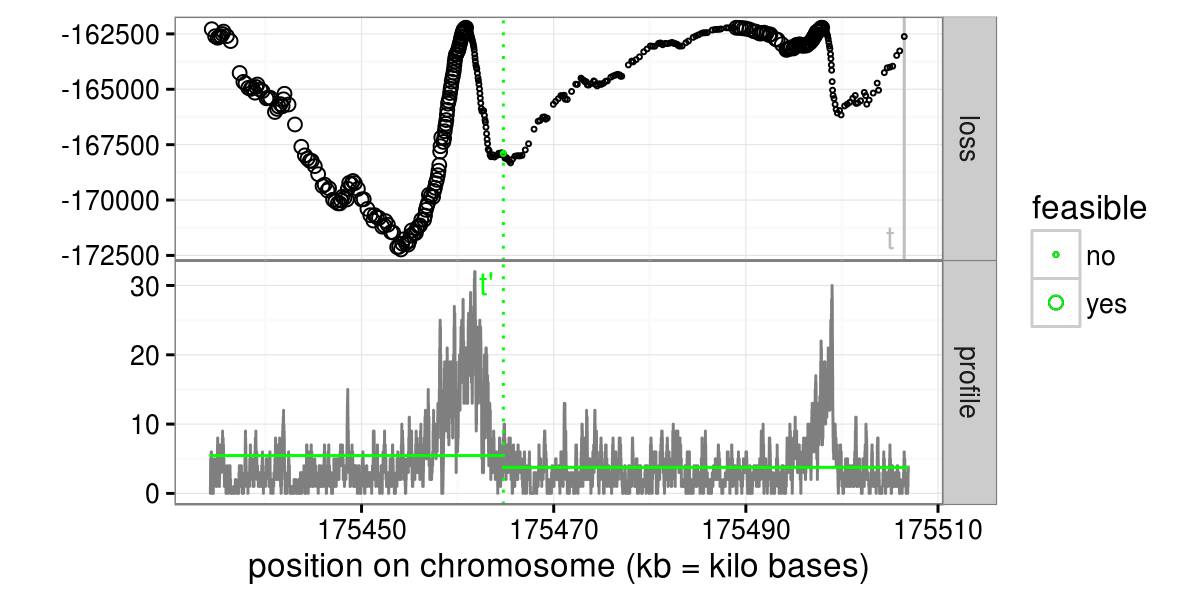 -162500
-165000
-167500
-170000
-172500
loss
t
30
20
10
0
t'
profile
175450
175470
175490
175510
position on chromosome (kb = kilo bases)
feasible
no
yes